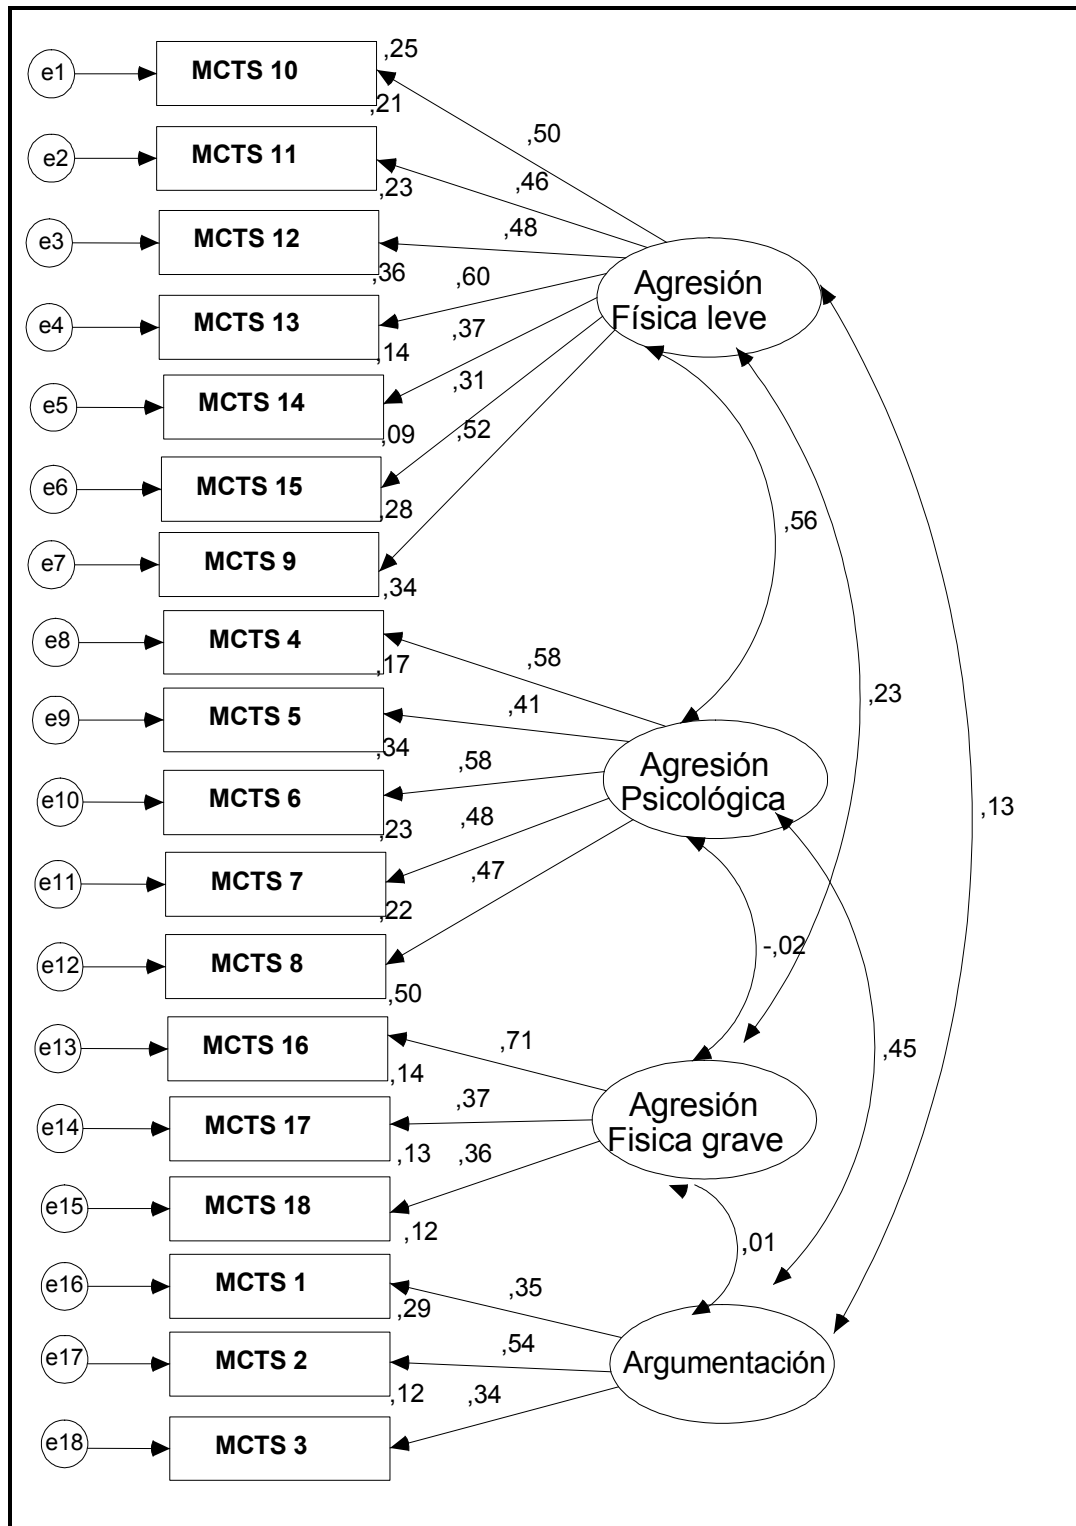 ,25
e1
MCTS 10
,21
,50
e2
MCTS 11
,46
,23
e3
MCTS 12
,48
,36
,60
Agresión
Física leve
e4
MCTS 13
,37
,14
e5
MCTS 14
,31
,09
,52
e6
MCTS 15
,28
,56
e7
MCTS 9
,34
e8
MCTS 4
,58
,17
,23
e9
MCTS 5
,41
,34
,58
Agresión
Psicológica
e10
MCTS 6
,48
,23
,13
e11
MCTS 7
,47
,22
-,02
e12
MCTS 8
,50
e13
MCTS 16
,71
,45
,14
,37
Agresión
Fisica grave
e14
MCTS 17
,13
,36
e15
MCTS 18
,12
,01
e16
MCTS 1
,35
,29
,54
e17
MCTS 2
Argumentación
,12
,34
e18
MCTS 3